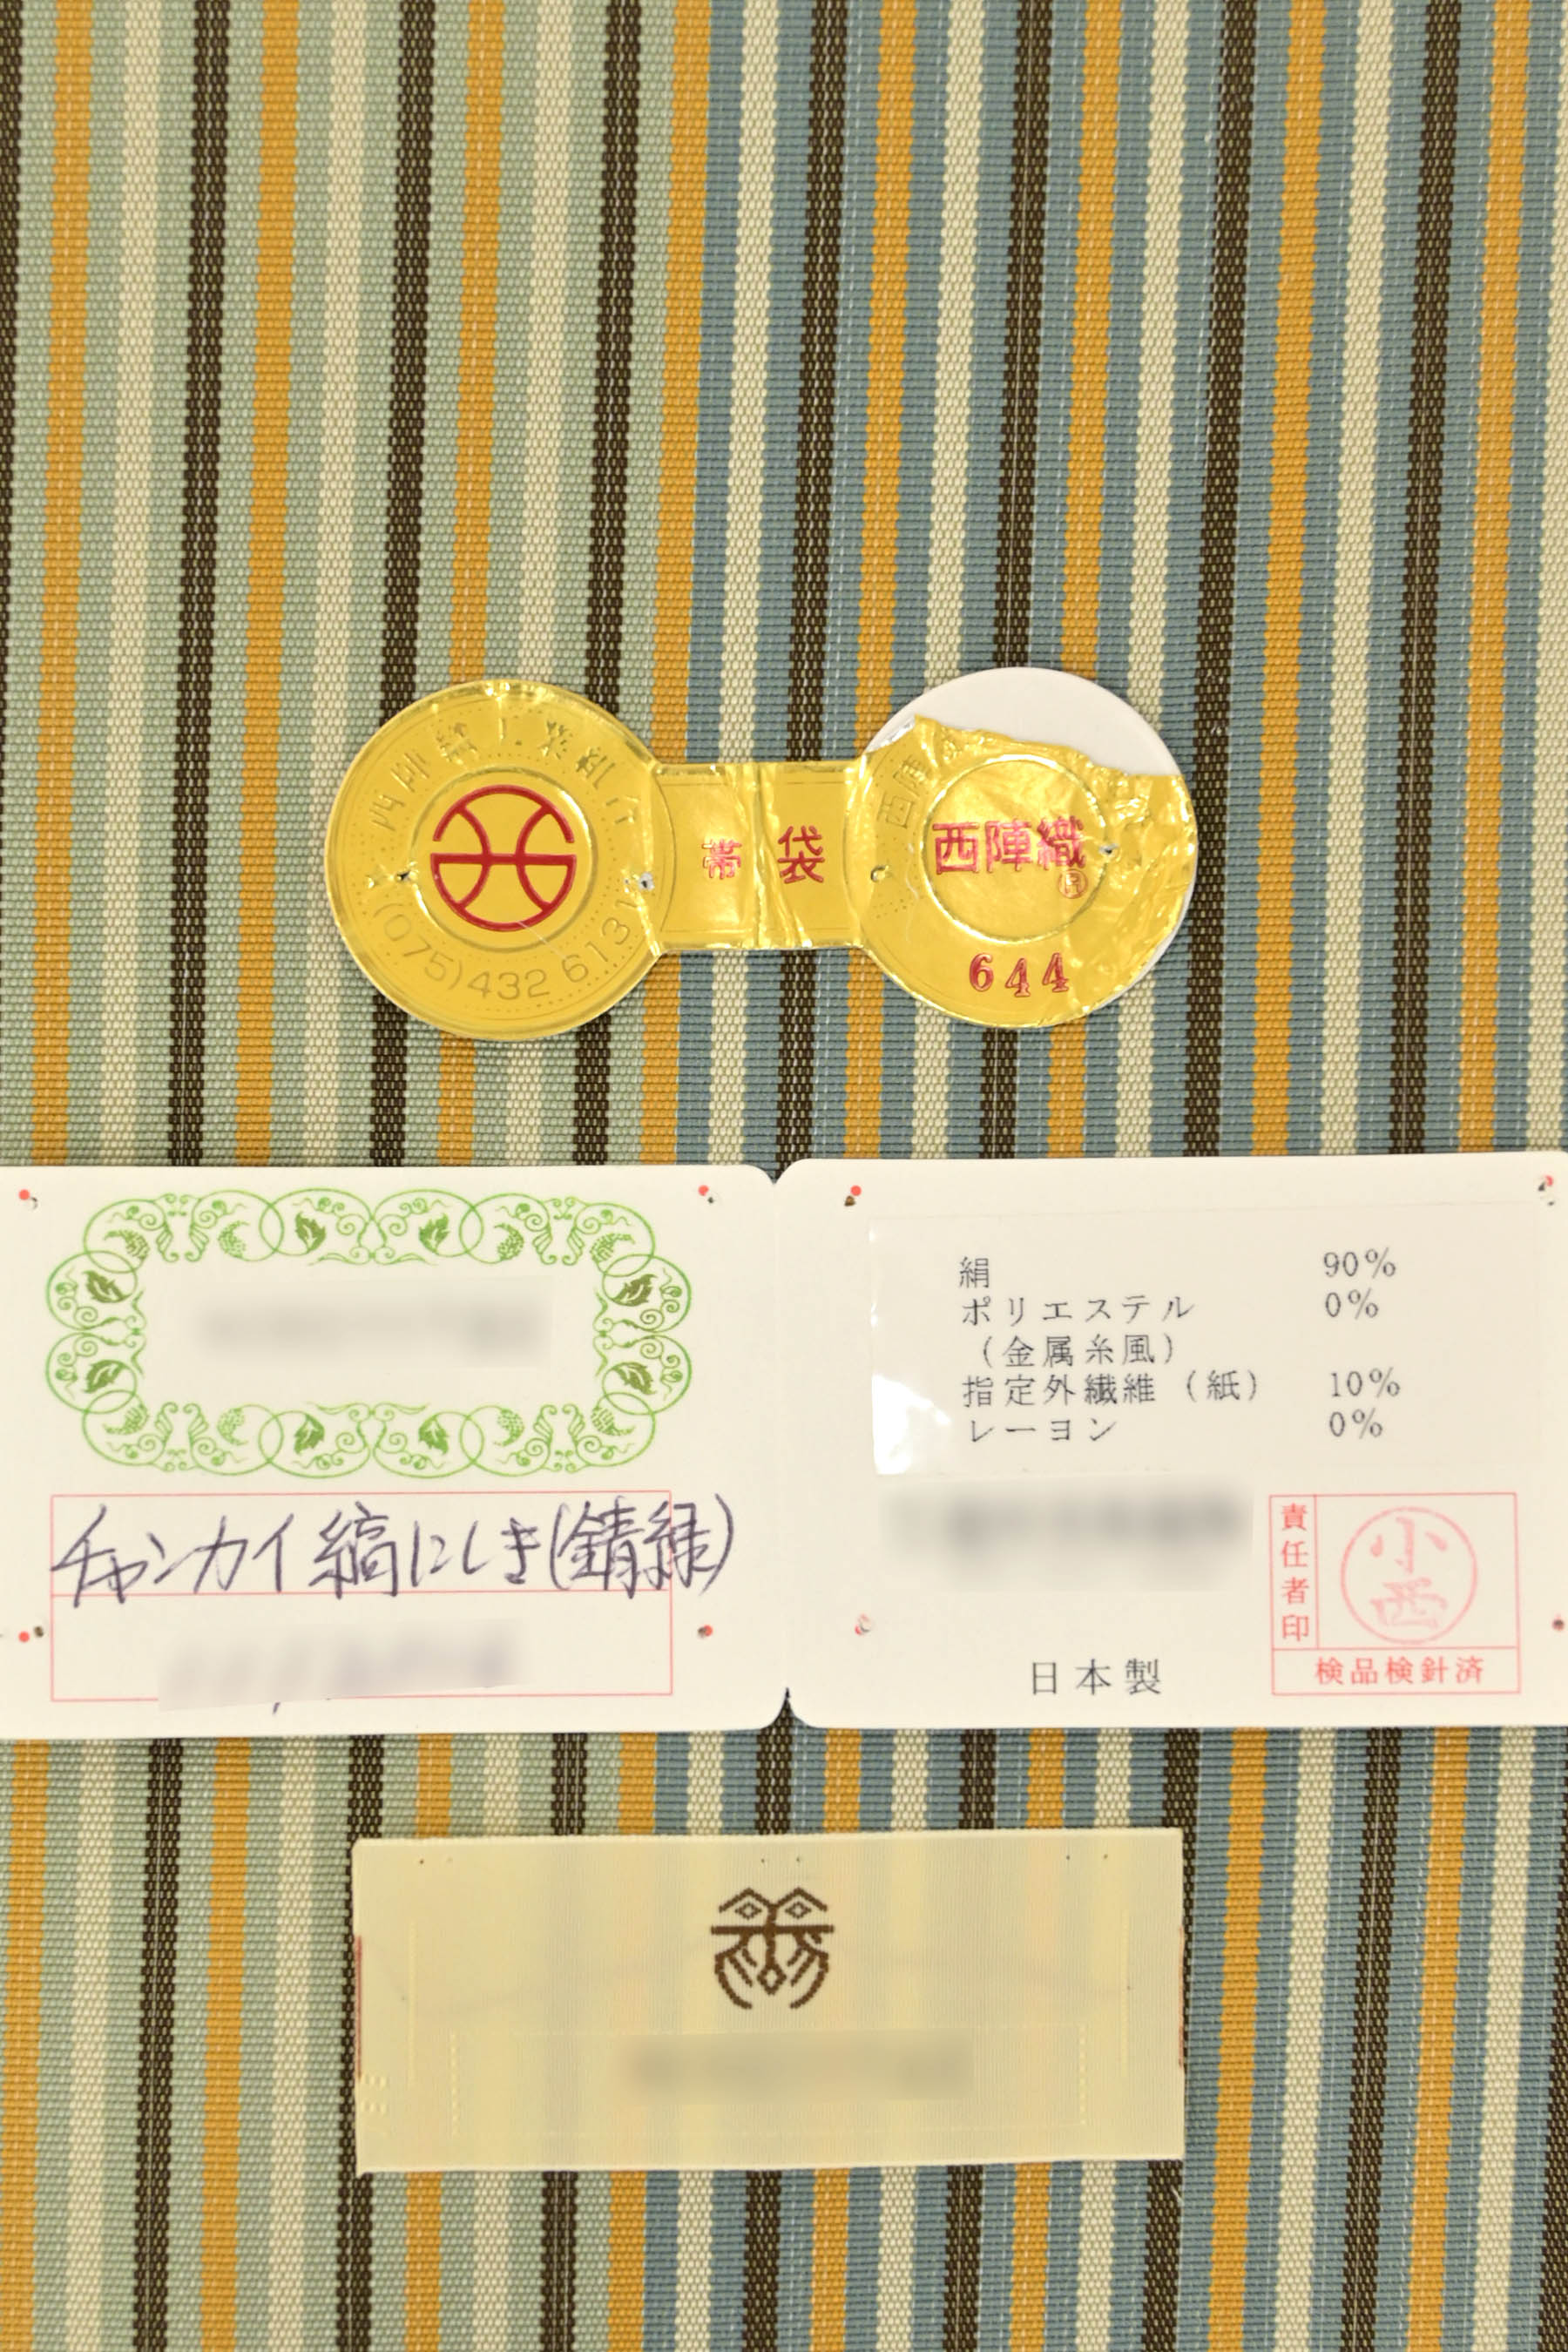 西陣織工業組合
(075)432 6131
帯 袋
西陣
西陣織
R
644
チャンカイ縞にしき(錆緑)
絹 90%
ポリエステル 0%
(金属糸風)
指定外繊維(紙) 10%
レーヨン 0%
日本製
責任者印
小西
検品検針済